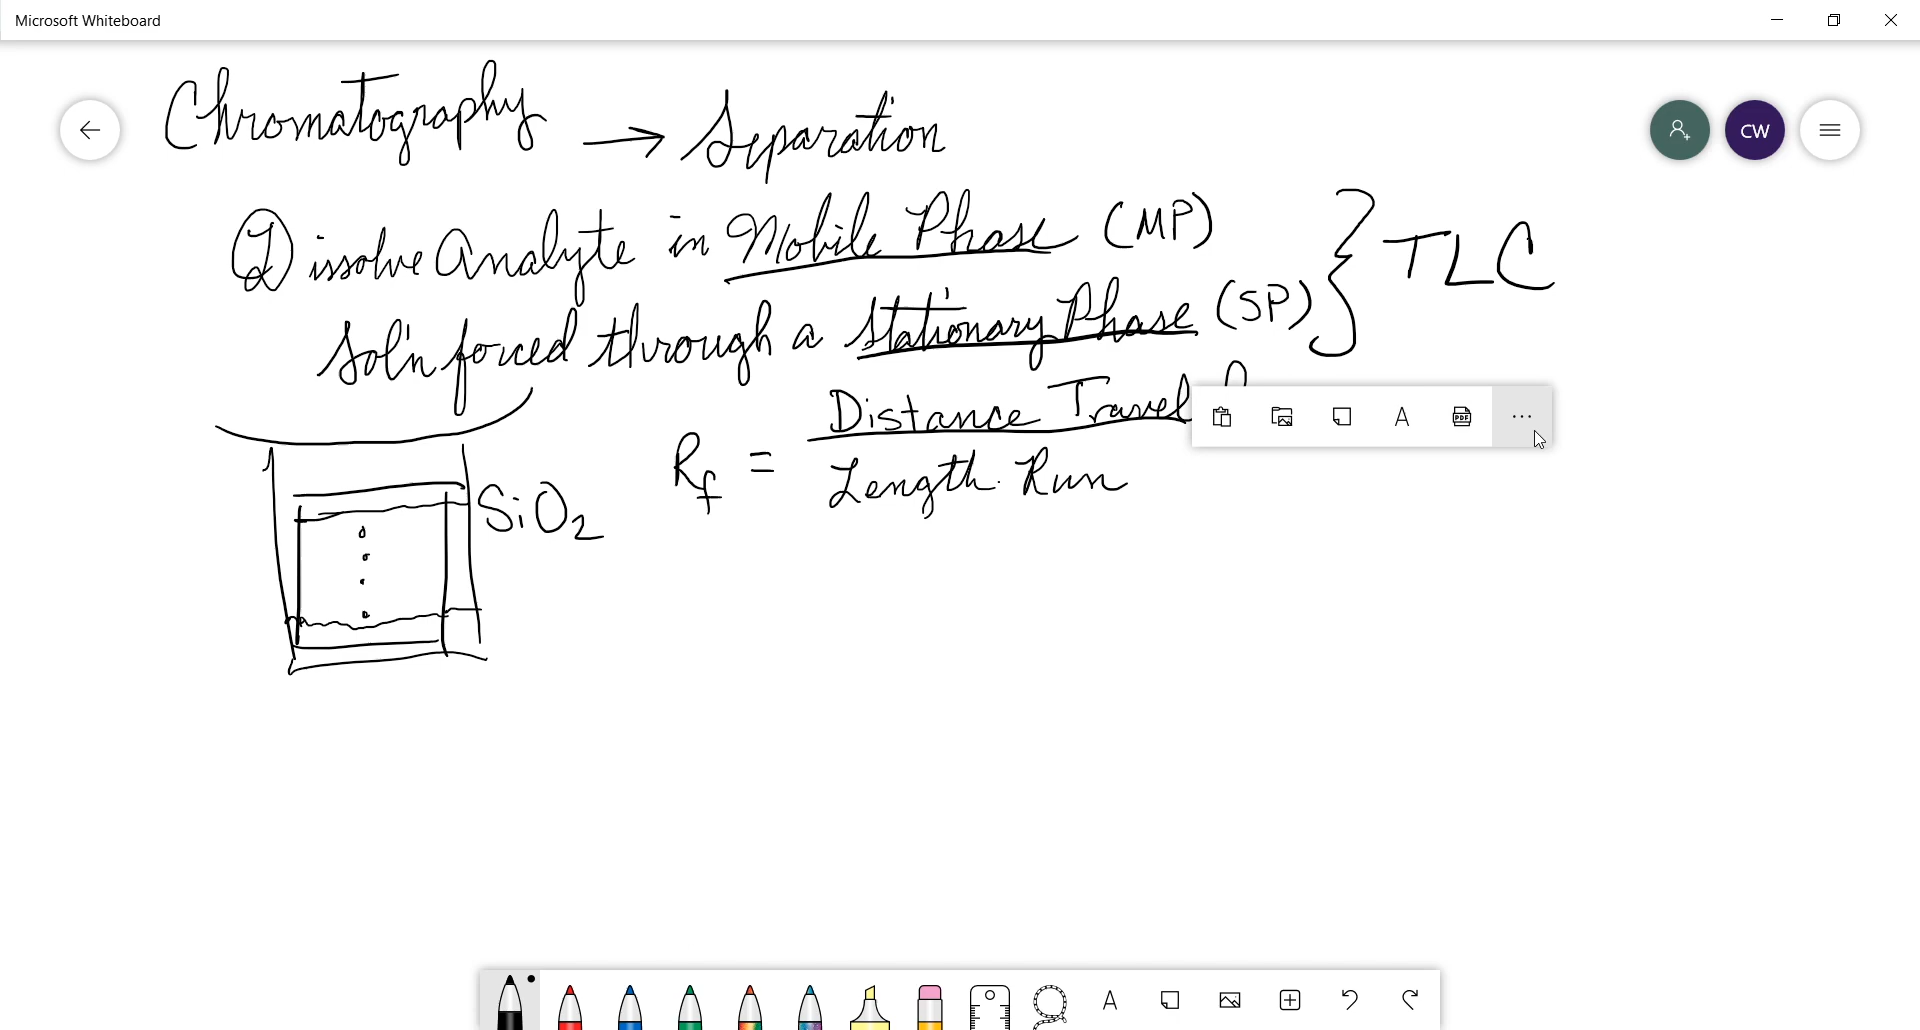 Microsoft Whiteboard
Chromatography → Separation
CW
Dissolve Analyte in Mobile Phase (MP)
Sol'n forced through a Stationary Phase (SP) } TLC
Rf = Distance Travel
Length Run
SiO2
PDF